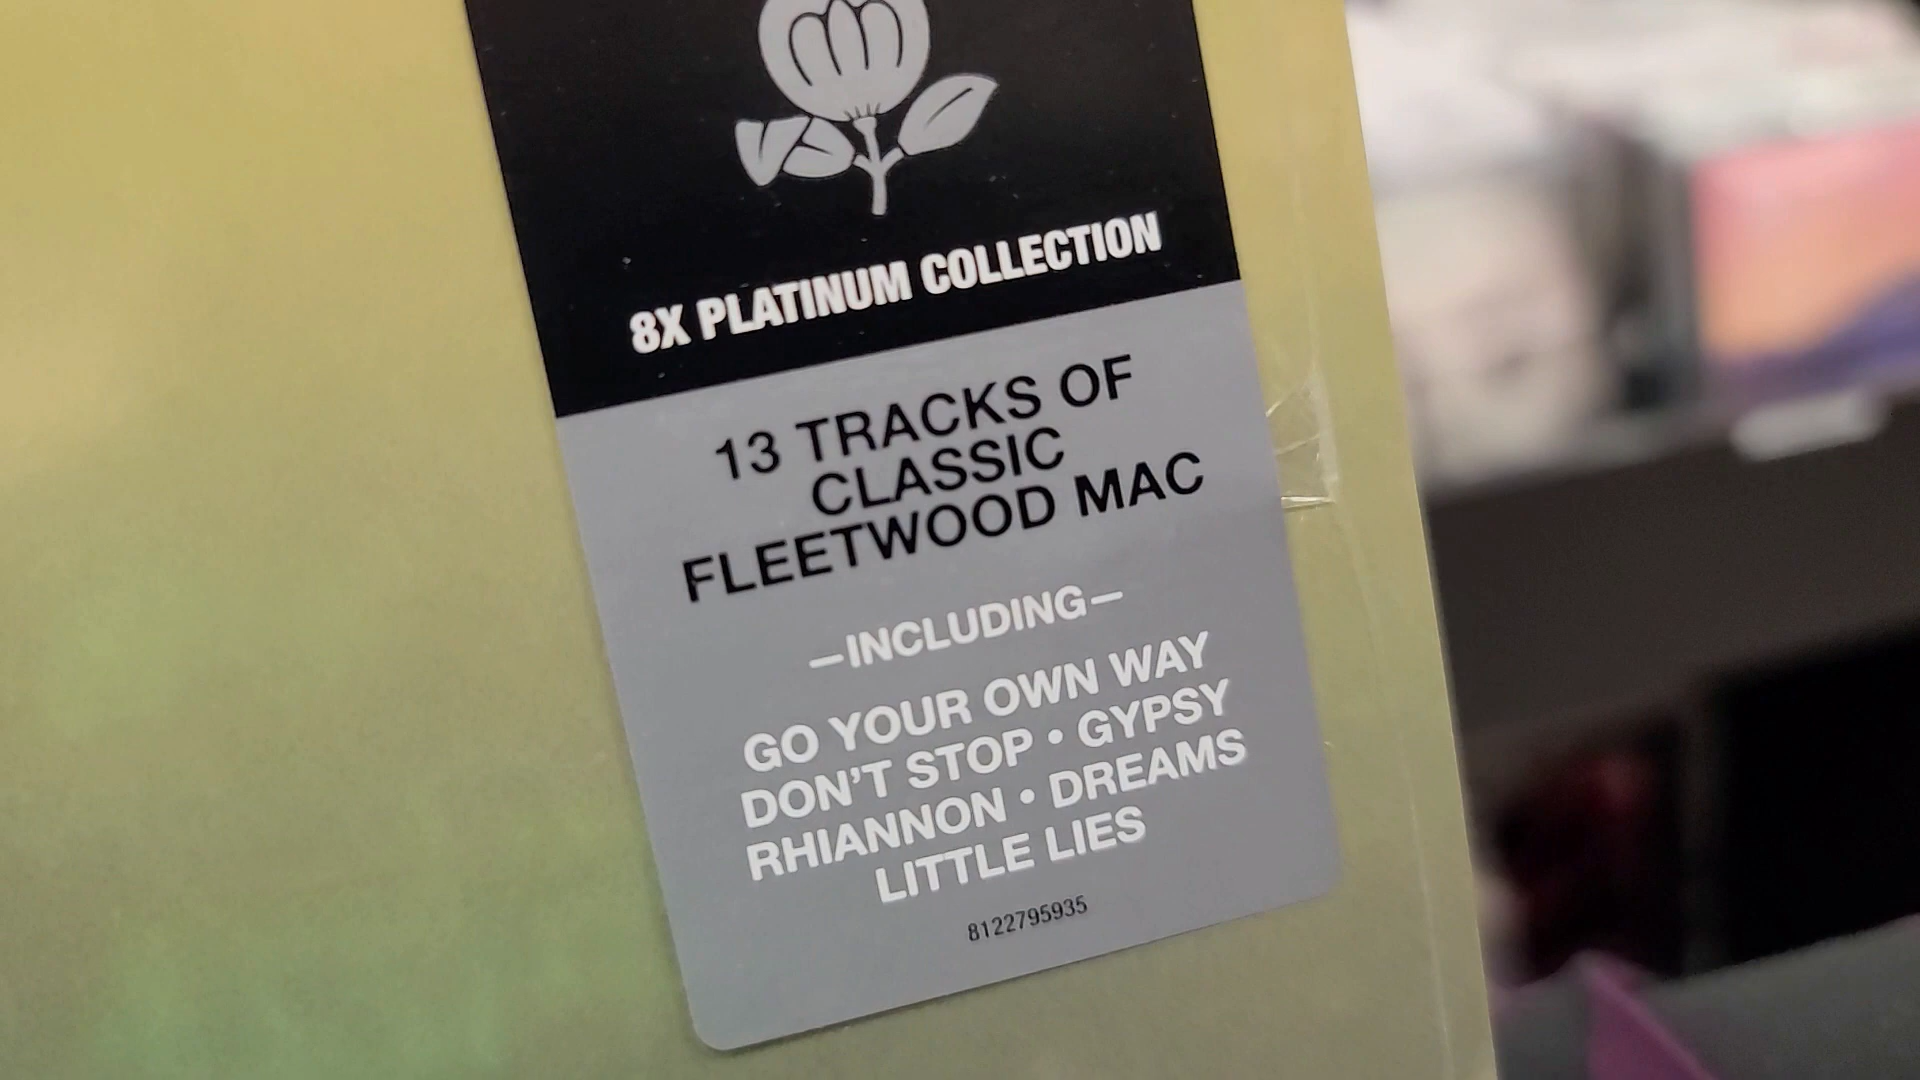 8X PLATINUM COLLECTION
13 TRACKS OF
CLASSIC
FLEETWOOD MAC
—INCLUDING—
GO YOUR OWN WAY
DON'T STOP • GYPSY
RHIANNON • DREAMS
LITTLE LIES
8122795935